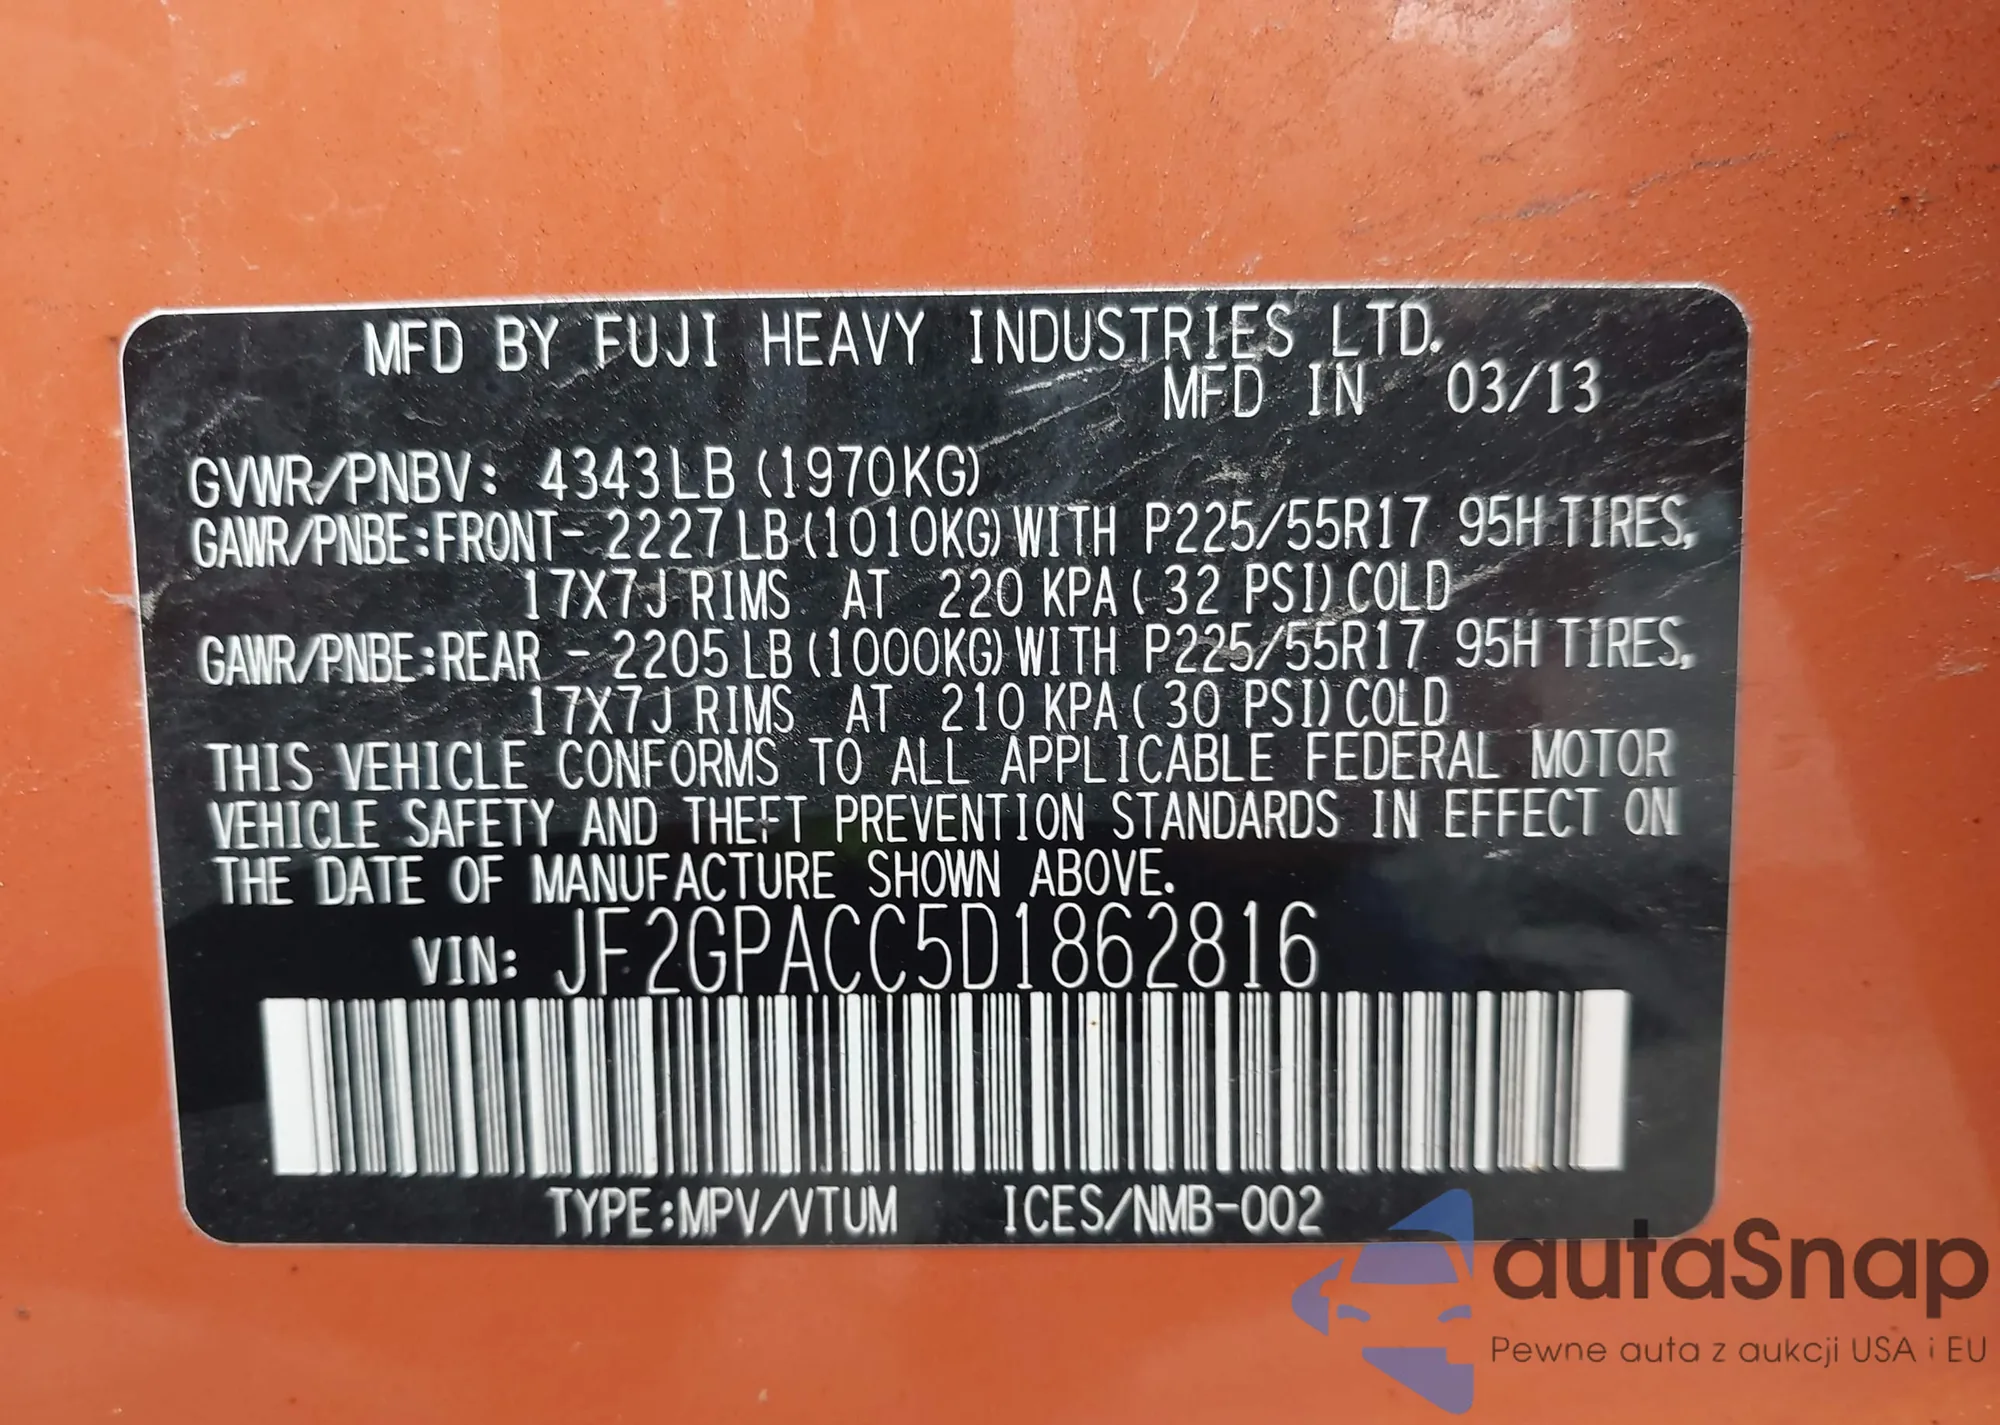 MFD BY FUJI HEAVY INDUSTRIES LTD.
MFD IN 03/13
GVWR/PNBV: 4343LB (1970KG)
GAWR/PNBE:FRONT- 2227LB(1010KG)WITH P225/55R17 95H TIRES,
17X7J RIMS AT 220 KPA( 32 PSI)COLD
GAWR/PNBE:REAR - 2205LB(1000KG)WITH P225/55R17 95H TIRES,
17X7J RIMS AT 210 KPA( 30 PSI)COLD
THIS VEHICLE CONFORMS TO ALL APPLICABLE FEDERAL MOTOR
VEHICLE SAFETY AND THEFT PREVENTION STANDARDS IN EFFECT ON
THE DATE OF MANUFACTURE SHOWN ABOVE.
VIN: JF2GPACC5D1862816
TYPE:MPV/VTUM ICES/NMB-002
autaSnap
Pewne auta z aukcji USA i EU